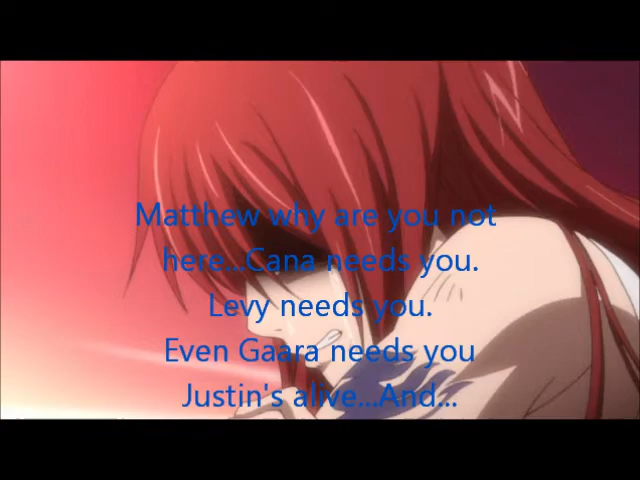 Matthew why are you not
here...Cana needs you.
Levy needs you.
Even Gaara needs you
Justin's alive...And...